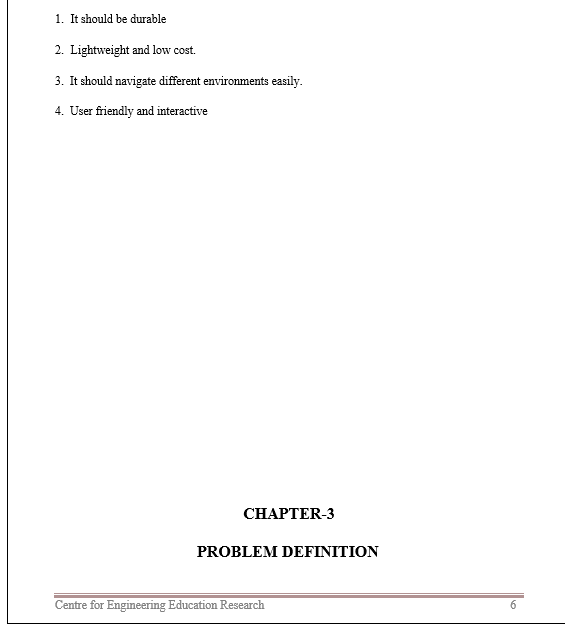 1. It should be durable
2. Lightweight and low cost.
3. It should navigate different environments easily.
4. User friendly and interactive
CHAPTER-3
PROBLEM DEFINITION
Centre for Engineering Education Research 6